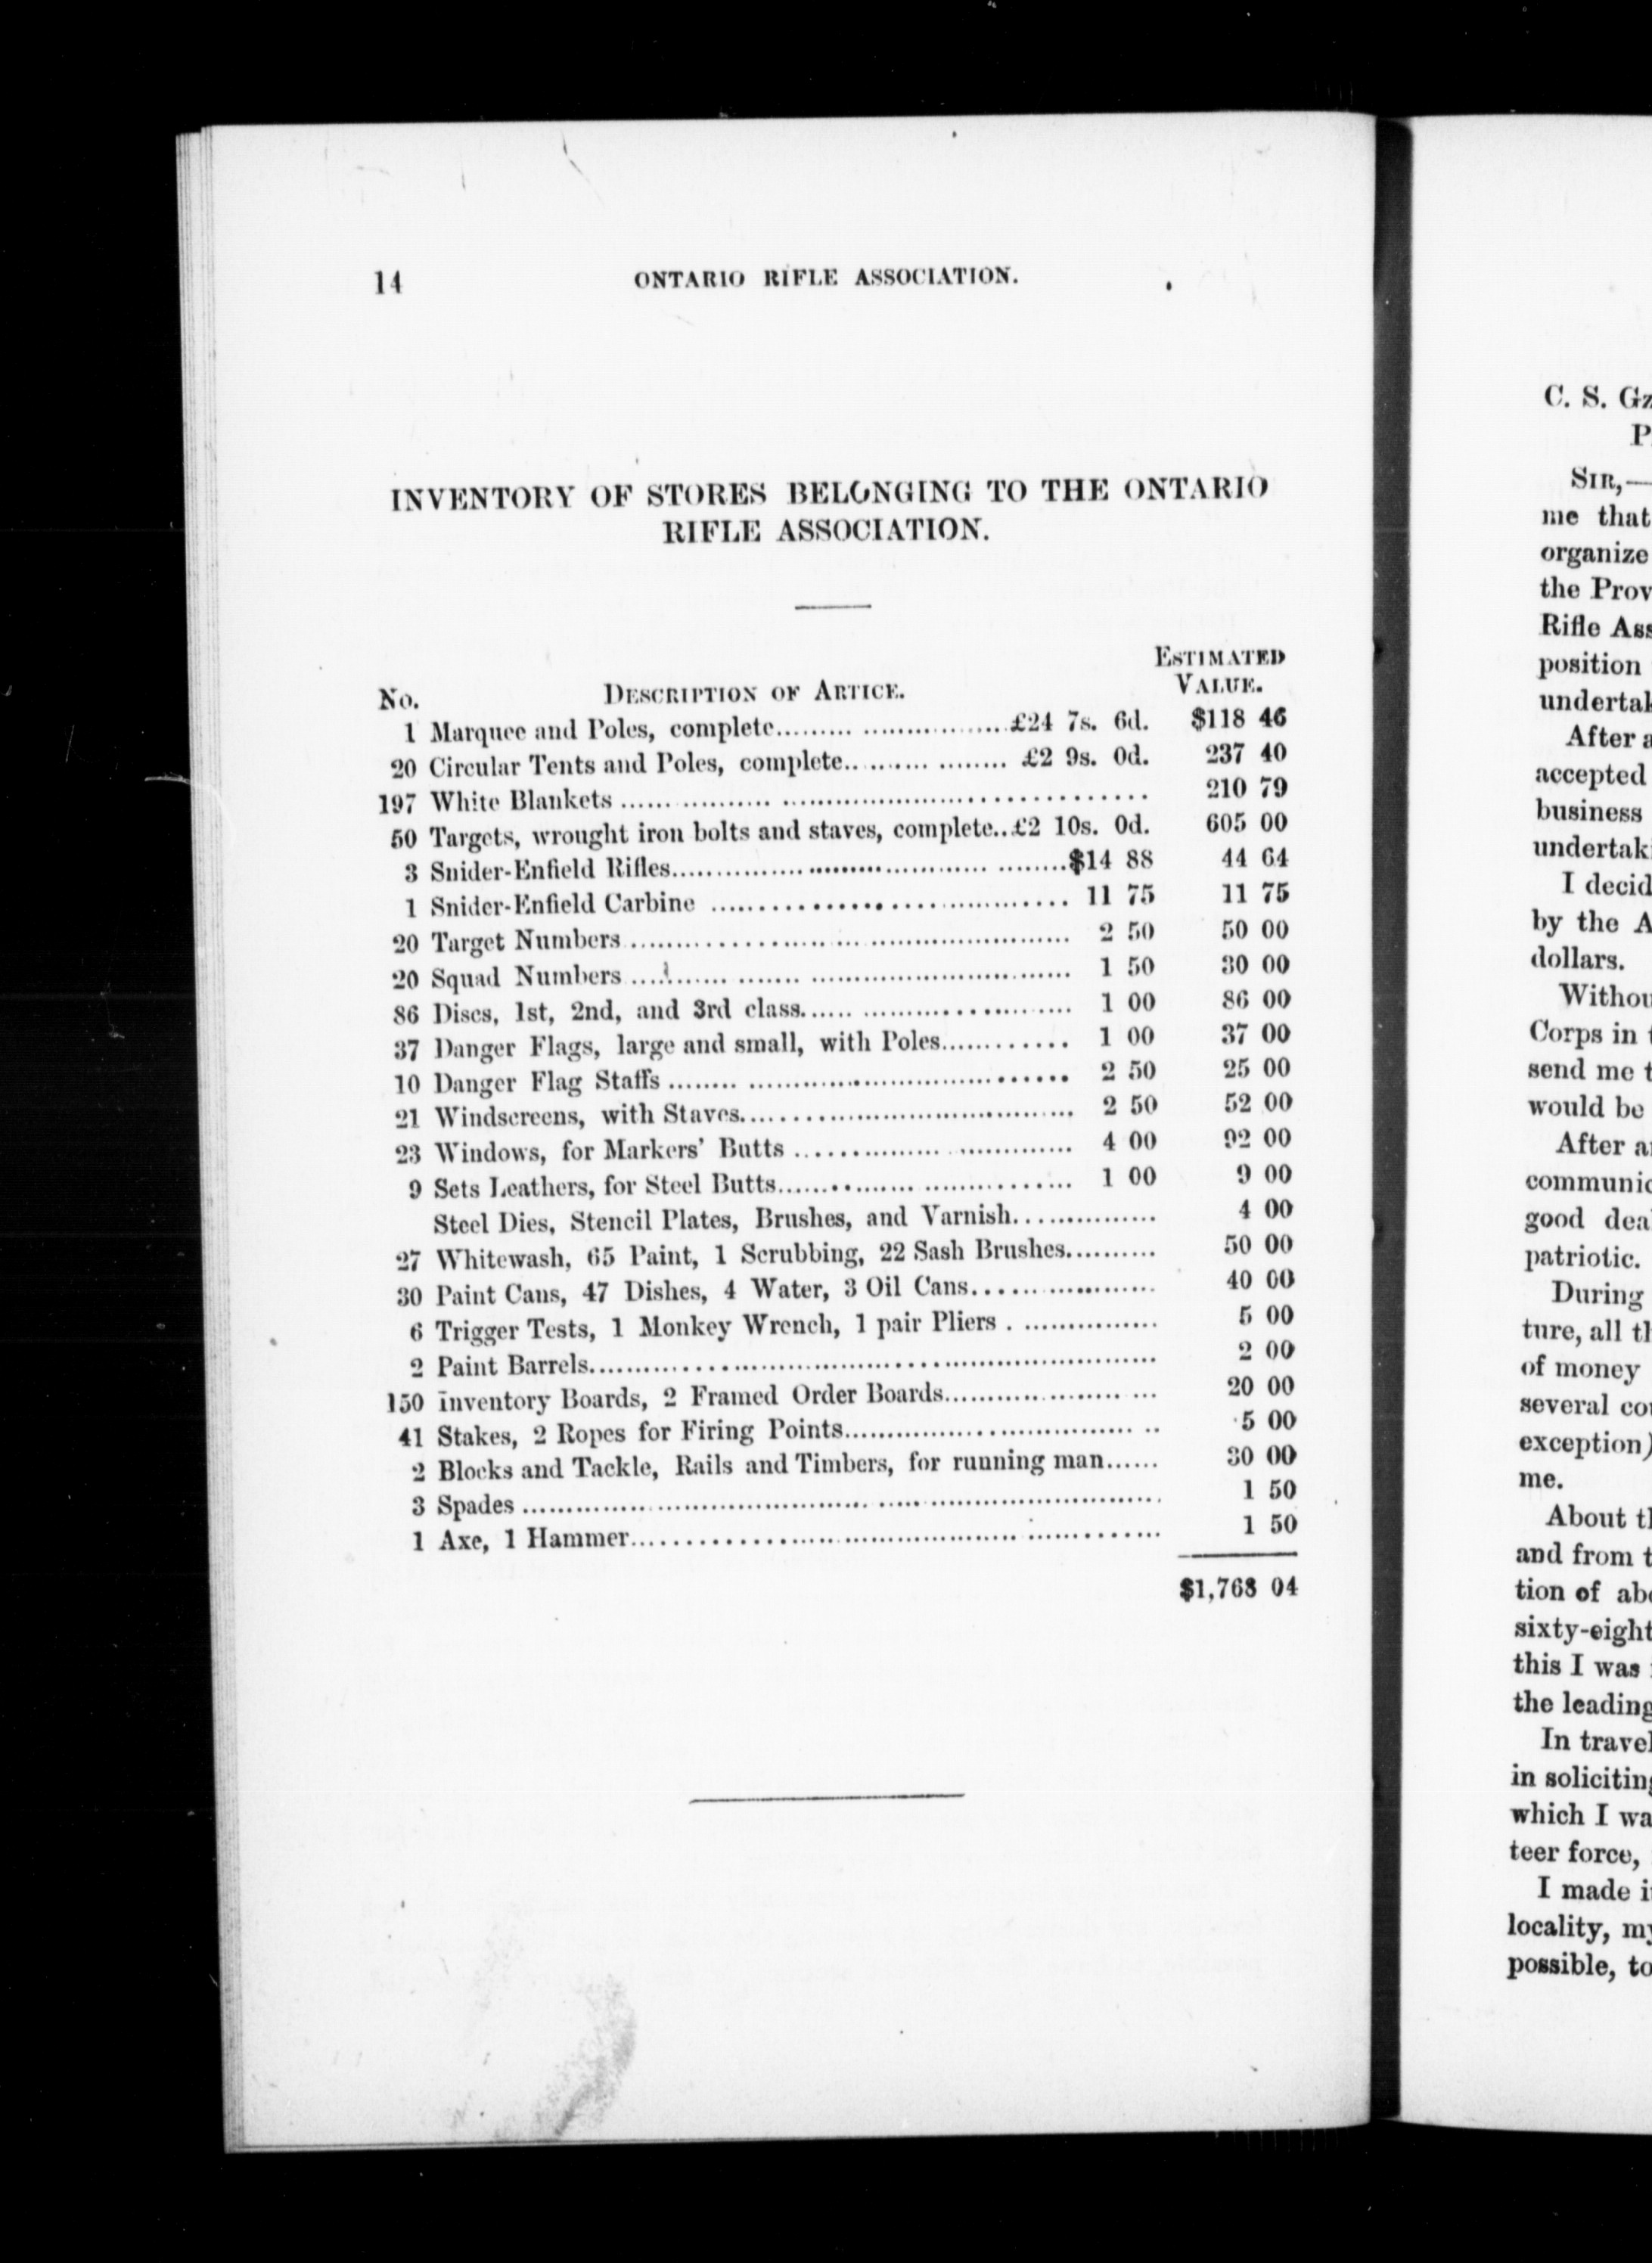 14 ONTARIO RIFLE ASSOCIATION.
INVENTORY OF STORES BELONGING TO THE ONTARIO
RIFLE ASSOCIATION.
No. DESCRIPTION OF ARTICE. ESTIMATED VALUE.
1 Marquee and Poles, complete.....£24 7s. 6d. $118 46
20 Circular Tents and Poles, complete..... £2 9s. 0d. 237 40
197 White Blankets ..... 210 79
50 Targets, wrought iron bolts and staves, complete..£2 10s. 0d. 605 00
3 Snider-Enfield Rifles.....$14 88 44 64
1 Snider-Enfield Carbine ..... 11 75 11 75
20 Target Numbers..... 2 50 50 00
20 Squad Numbers ..... 1 50 30 00
86 Discs, 1st, 2nd, and 3rd class..... 1 00 86 00
37 Danger Flags, large and small, with Poles..... 1 00 37 00
10 Danger Flag Staffs ..... 2 50 25 00
21 Windscreens, with Staves..... 2 50 52 00
23 Windows, for Markers' Butts ..... 4 00 92 00
9 Sets Leathers, for Steel Butts..... 1 00 9 00
Steel Dies, Stencil Plates, Brushes, and Varnish..... 4 00
27 Whitewash, 65 Paint, 1 Scrubbing, 22 Sash Brushes..... 50 00
30 Paint Cans, 47 Dishes, 4 Water, 3 Oil Cans..... 40 00
6 Trigger Tests, 1 Monkey Wrench, 1 pair Pliers ..... 5 00
2 Paint Barrels..... 2 00
150 Inventory Boards, 2 Framed Order Boards..... 20 00
41 Stakes, 2 Ropes for Firing Points..... 5 00
2 Blocks and Tackle, Rails and Timbers, for running man..... 30 00
3 Spades ..... 1 50
1 Axe, 1 Hammer..... 1 50
$1,768 04
C. S. Gz
P
SIR,—
me that
organize
the Prov
Rifle Ass
position
undertak
After a
accepted
business
undertak
I decid
by the A
dollars.
Withou
Corps in
send me t
would be
After a
communic
good dea
patriotic.
During
ture, all th
of money
several co
exception)
me.
About t
and from t
tion of ab
sixty-eight
this I was
the leading
In travel
in soliciting
which I wa
teer force,
I made i
locality, my
possible, to